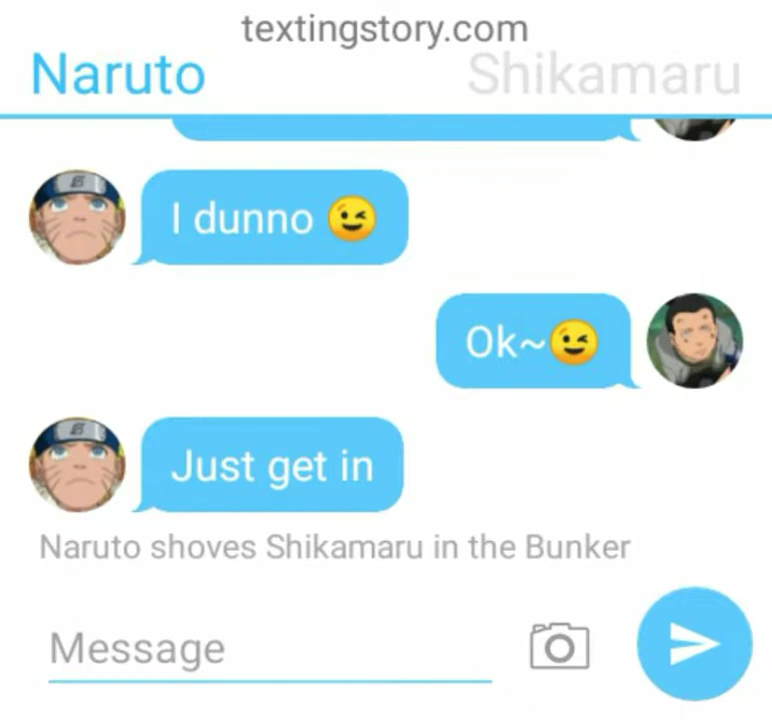 textingstory.com
Naruto Shikamaru
I dunno 😉
Ok~😉
Just get in
Naruto shoves Shikamaru in the Bunker
Message